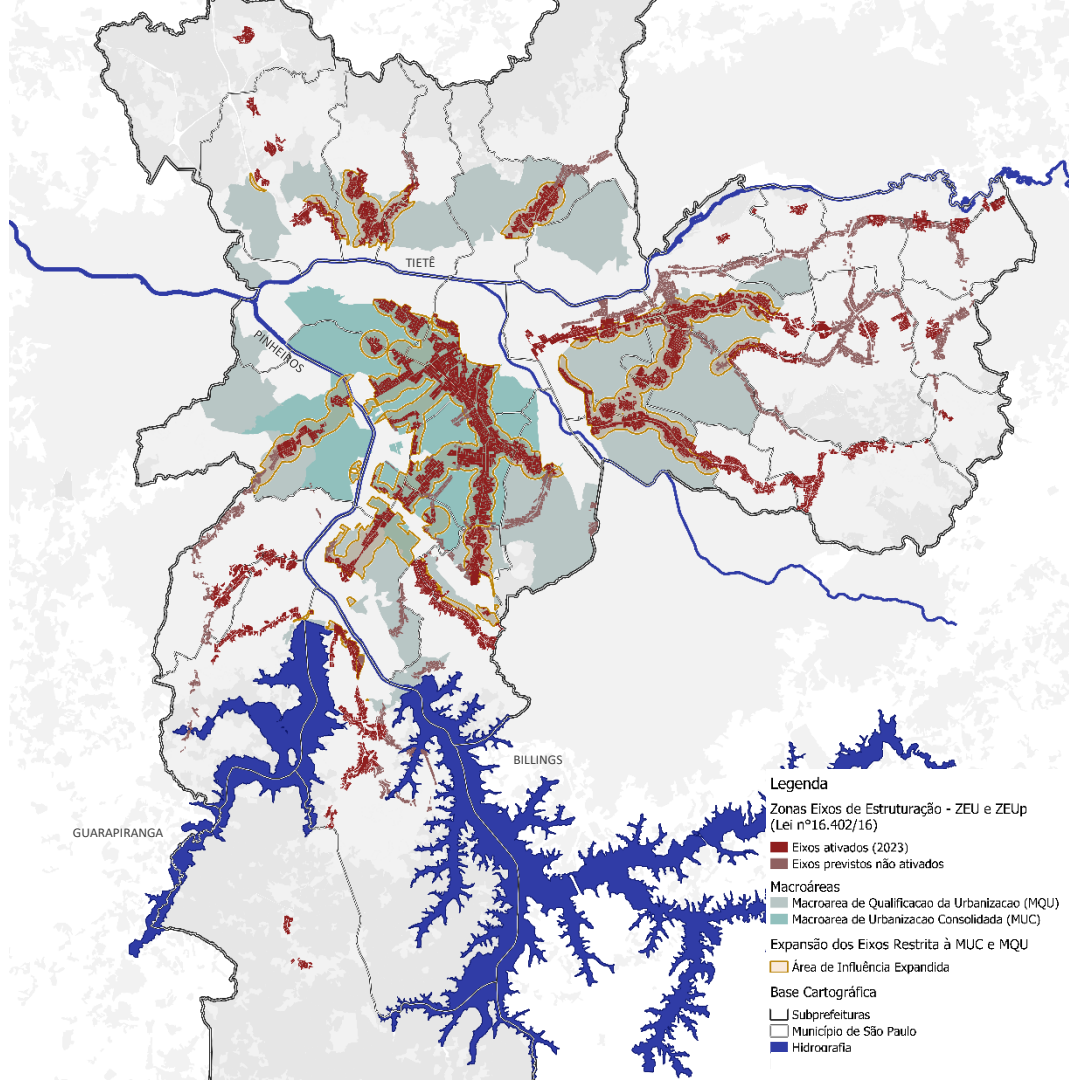 TIETÊ
PINHEIROS
BILLINGS
GUARAPIRANGA
Legenda
Zonas Eixos de Estruturação - ZEU e ZEUp
(Lei n°16.402/16)
Eixos ativados (2023)
Eixos previstos não ativados
Macroáreas
Macroarea de Qualificacao da Urbanizacao (MQU)
Macroarea de Urbanizacao Consolidada (MUC)
Expansão dos Eixos Restrita à MUC e MQU
Área de Influência Expandida
Base Cartográfica
Subprefeituras
Município de São Paulo
Hidrografia